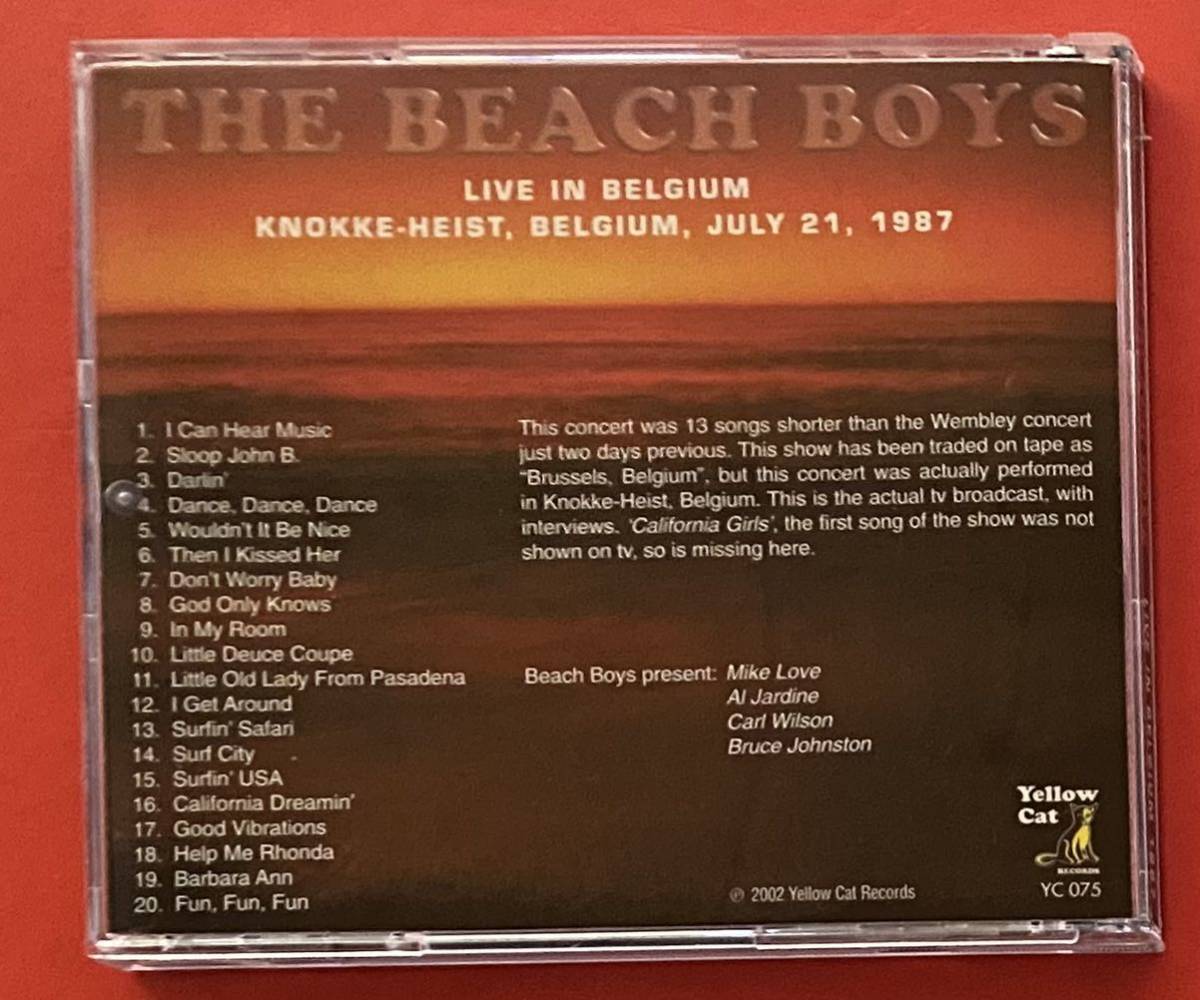 THE BEACH BOYS
LIVE IN BELGIUM
KNOKKE-HEIST, BELGIUM, JULY 21, 1987
1. I Can Hear Music
2. Sloop John B.
3. Darlin'
4. Dance, Dance, Dance
5. Wouldn't It Be Nice
6. Then I Kissed Her
7. Don't Worry Baby
8. God Only Knows
9. In My Room
10. Little Deuce Coupe
11. Little Old Lady From Pasadena
12. I Get Around
13. Surfin' Safari
14. Surf City
15. Surfin' USA
16. California Dreamin'
17. Good Vibrations
18. Help Me Rhonda
19. Barbara Ann
20. Fun, Fun, Fun
This concert was 13 songs shorter than the Wembley concert
just two days previous. This show has been traded on tape as
"Brussels, Belgium", but this concert was actually performed
in Knokke-Heist, Belgium. This is the actual tv broadcast, with
interviews. 'California Girls', the first song of the show was not
shown on tv, so is missing here.
Beach Boys present: Mike Love
Al Jardine
Carl Wilson
Bruce Johnston
Yellow
Cat
RECORDS
℗ 2002 Yellow Cat Records
YC 075
LIVE IN BELGIUM 1987